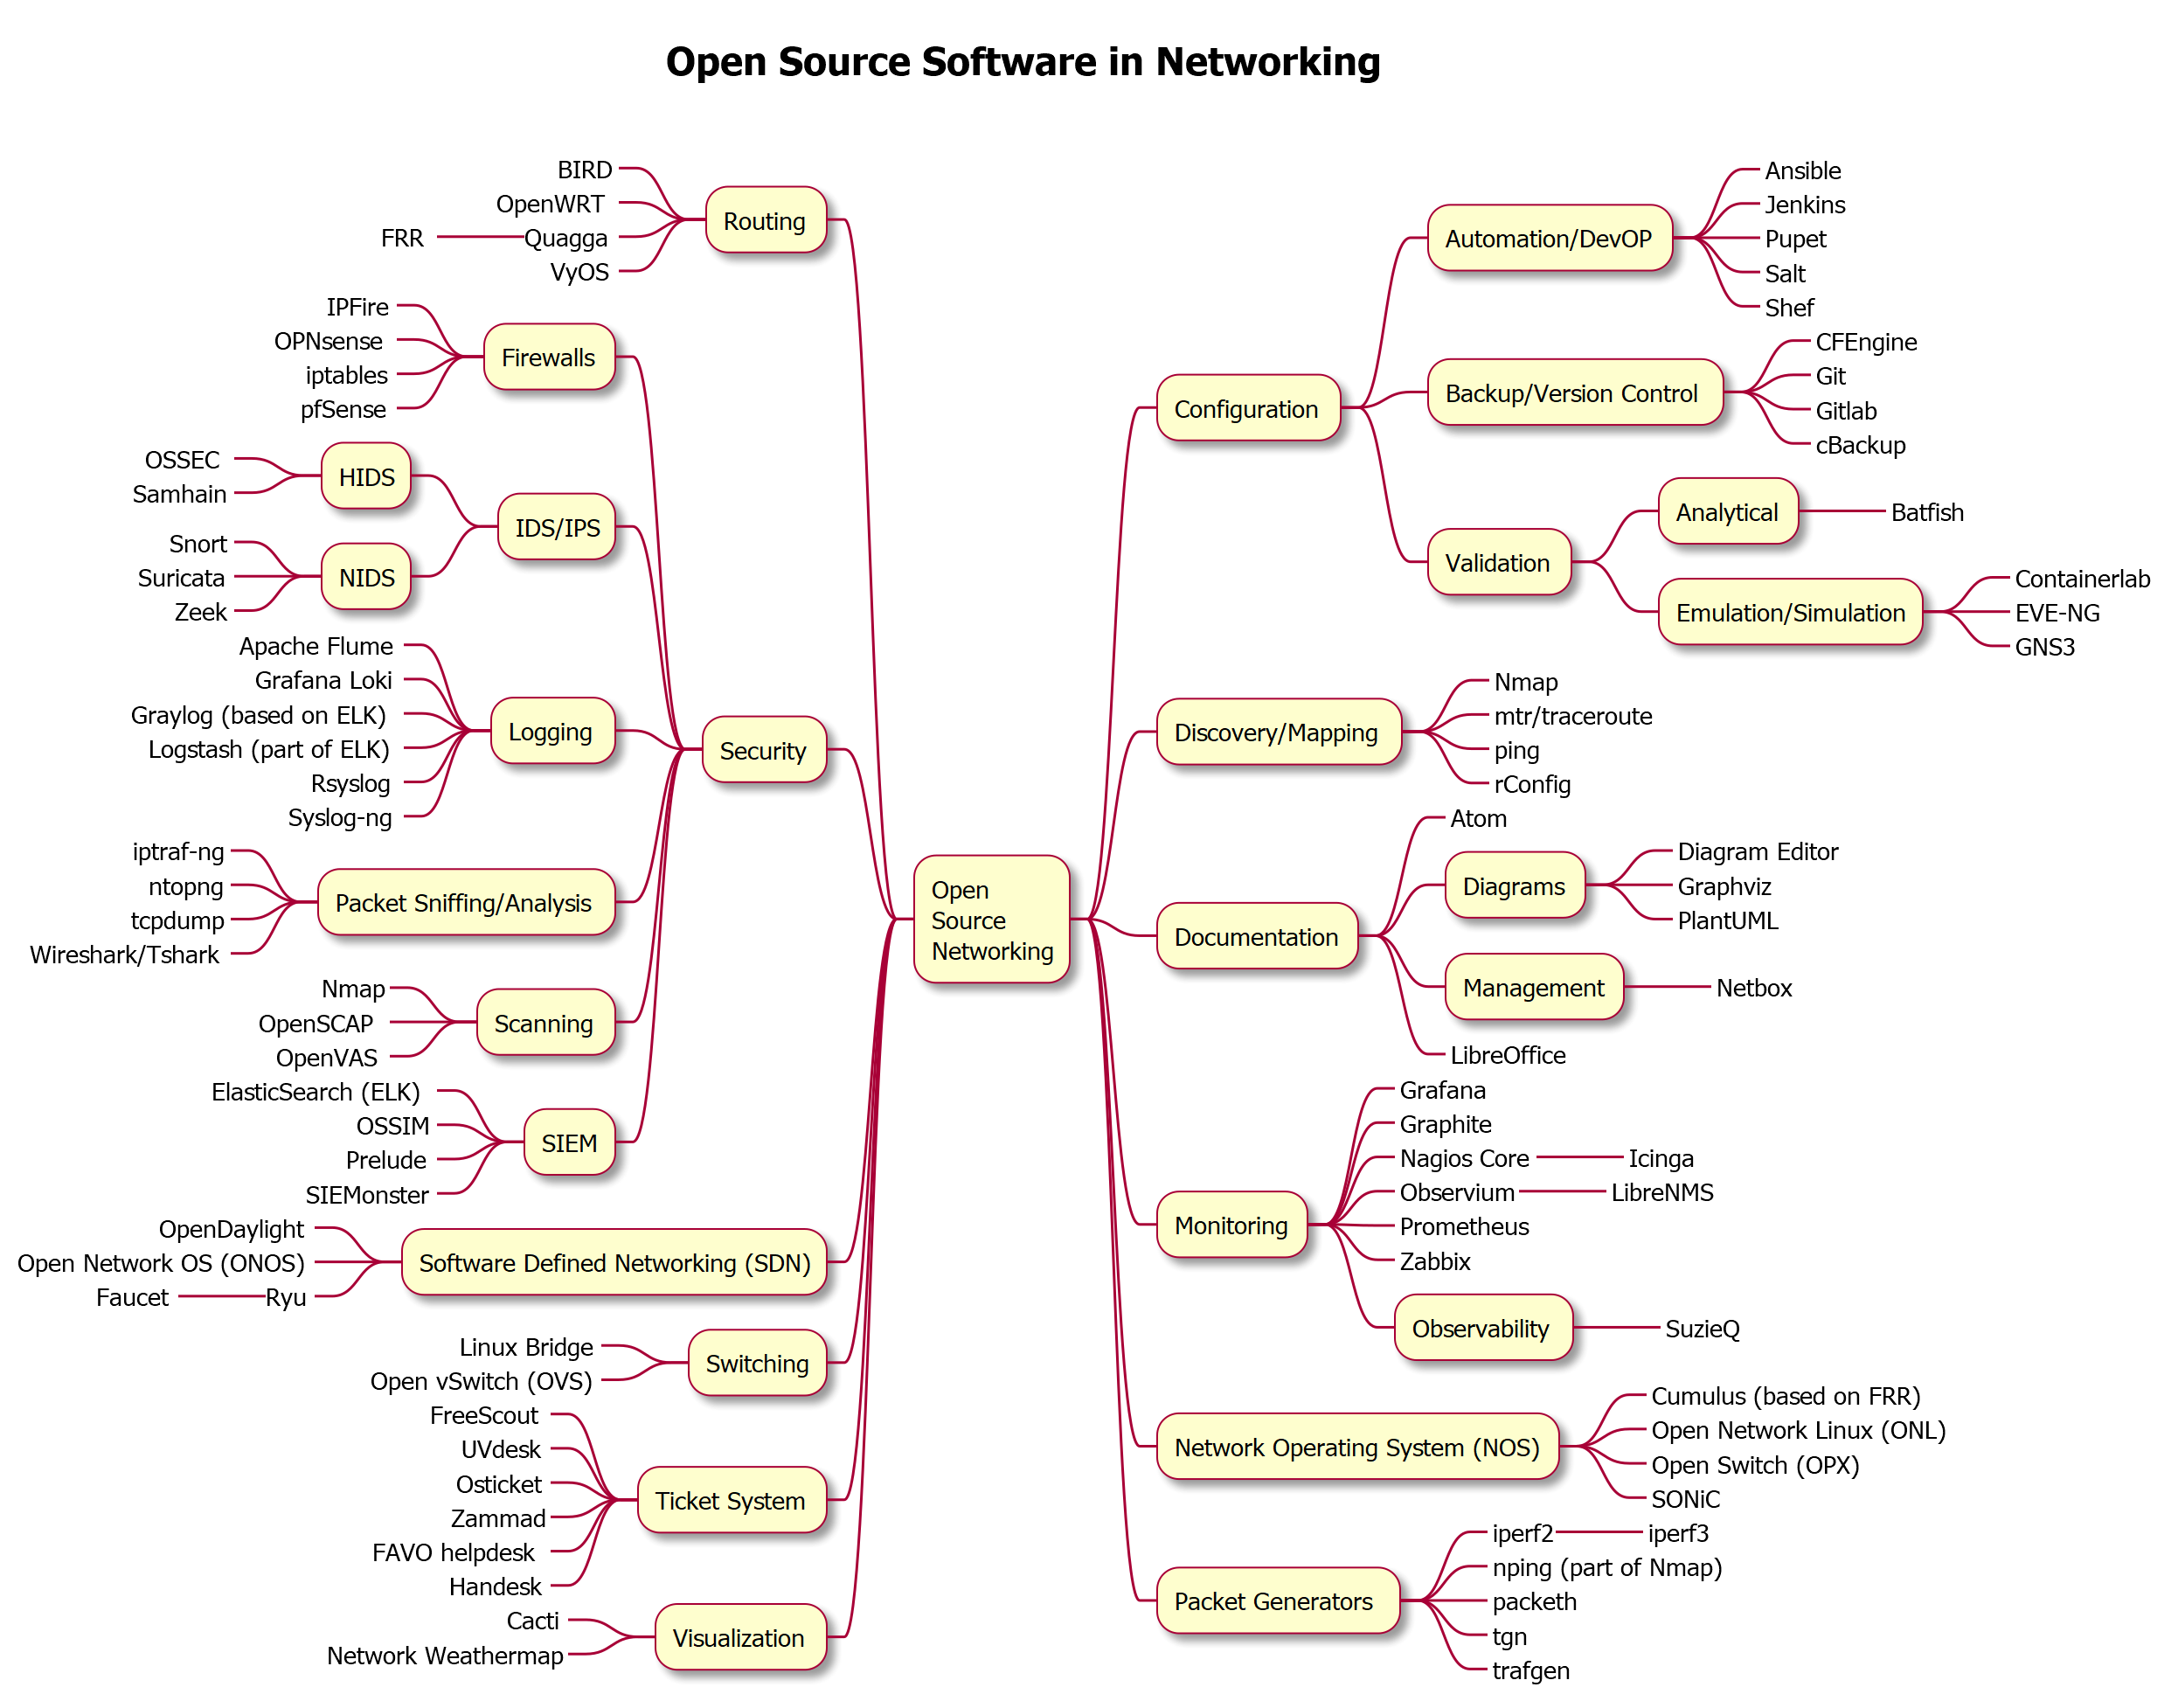 Open Source Software in Networking
BIRD
OpenWRT
FRR
Quagga
VyOS
Routing
IPFire
OPNsense
iptables
pfSense
Firewalls
OSSEC
Samhain
HIDS
Snort
Suricata
Zeek
NIDS
IDS/IPS
Apache Flume
Grafana Loki
Graylog (based on ELK)
Logstash (part of ELK)
Rsyslog
Syslog-ng
Logging
Security
iptraf-ng
ntopng
tcpdump
Wireshark/Tshark
Packet Sniffing/Analysis
Nmap
OpenSCAP
OpenVAS
Scanning
ElasticSearch (ELK)
OSSIM
Prelude
SIEMonster
SIEM
OpenDaylight
Open Network OS (ONOS)
Faucet
Ryu
Software Defined Networking (SDN)
Linux Bridge
Open vSwitch (OVS)
Switching
FreeScout
UVdesk
Osticket
Zammad
FAVO helpdesk
Handesk
Ticket System
Cacti
Network Weathermap
Visualization
Open
Source
Networking
Configuration
Automation/DevOP
Ansible
Jenkins
Pupet
Salt
Shef
Backup/Version Control
CFEngine
Git
Gitlab
cBackup
Validation
Analytical
Batfish
Emulation/Simulation
Containerlab
EVE-NG
GNS3
Discovery/Mapping
Nmap
mtr/traceroute
ping
rConfig
Documentation
Atom
Diagrams
Diagram Editor
Graphviz
PlantUML
Management
Netbox
LibreOffice
Monitoring
Grafana
Graphite
Nagios Core
Icinga
Observium
LibreNMS
Prometheus
Zabbix
Observability
SuzieQ
Network Operating System (NOS)
Cumulus (based on FRR)
Open Network Linux (ONL)
Open Switch (OPX)
SONiC
Packet Generators
iperf2
iperf3
nping (part of Nmap)
packeth
tgn
trafgen